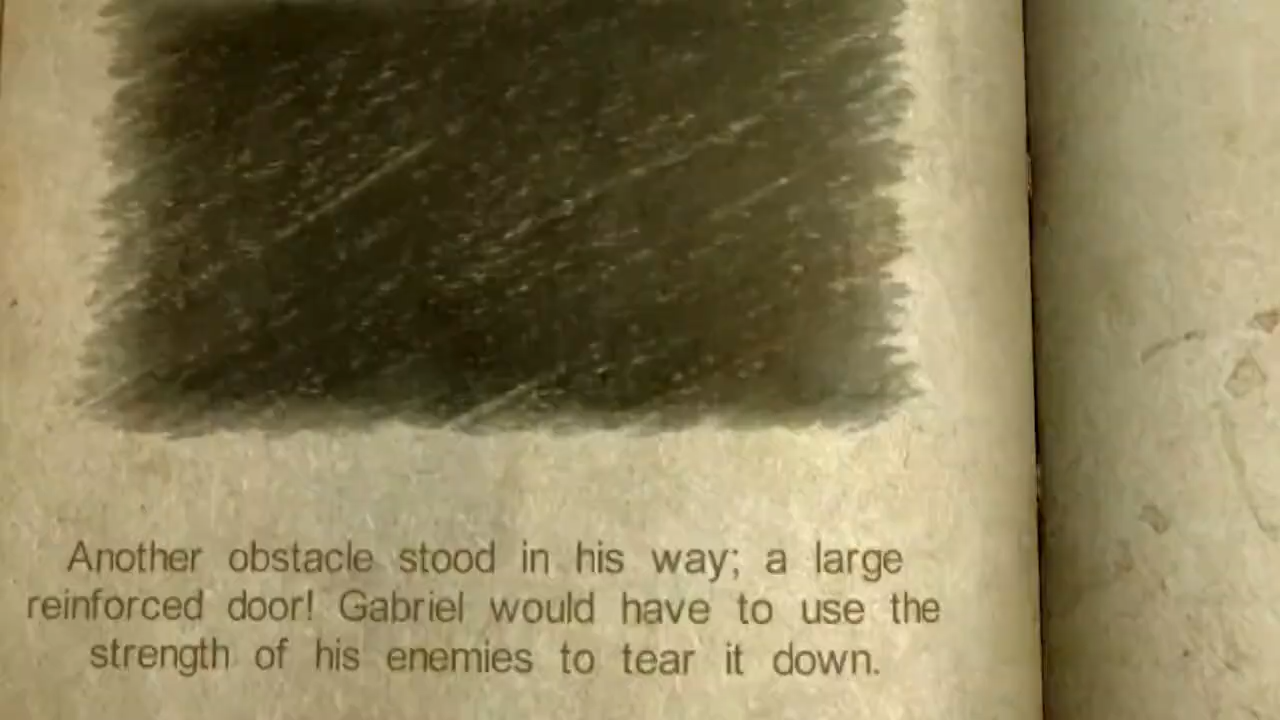 Another obstacle stood in his way; a large
reinforced door! Gabriel would have to use the
strength of his enemies to tear it down.